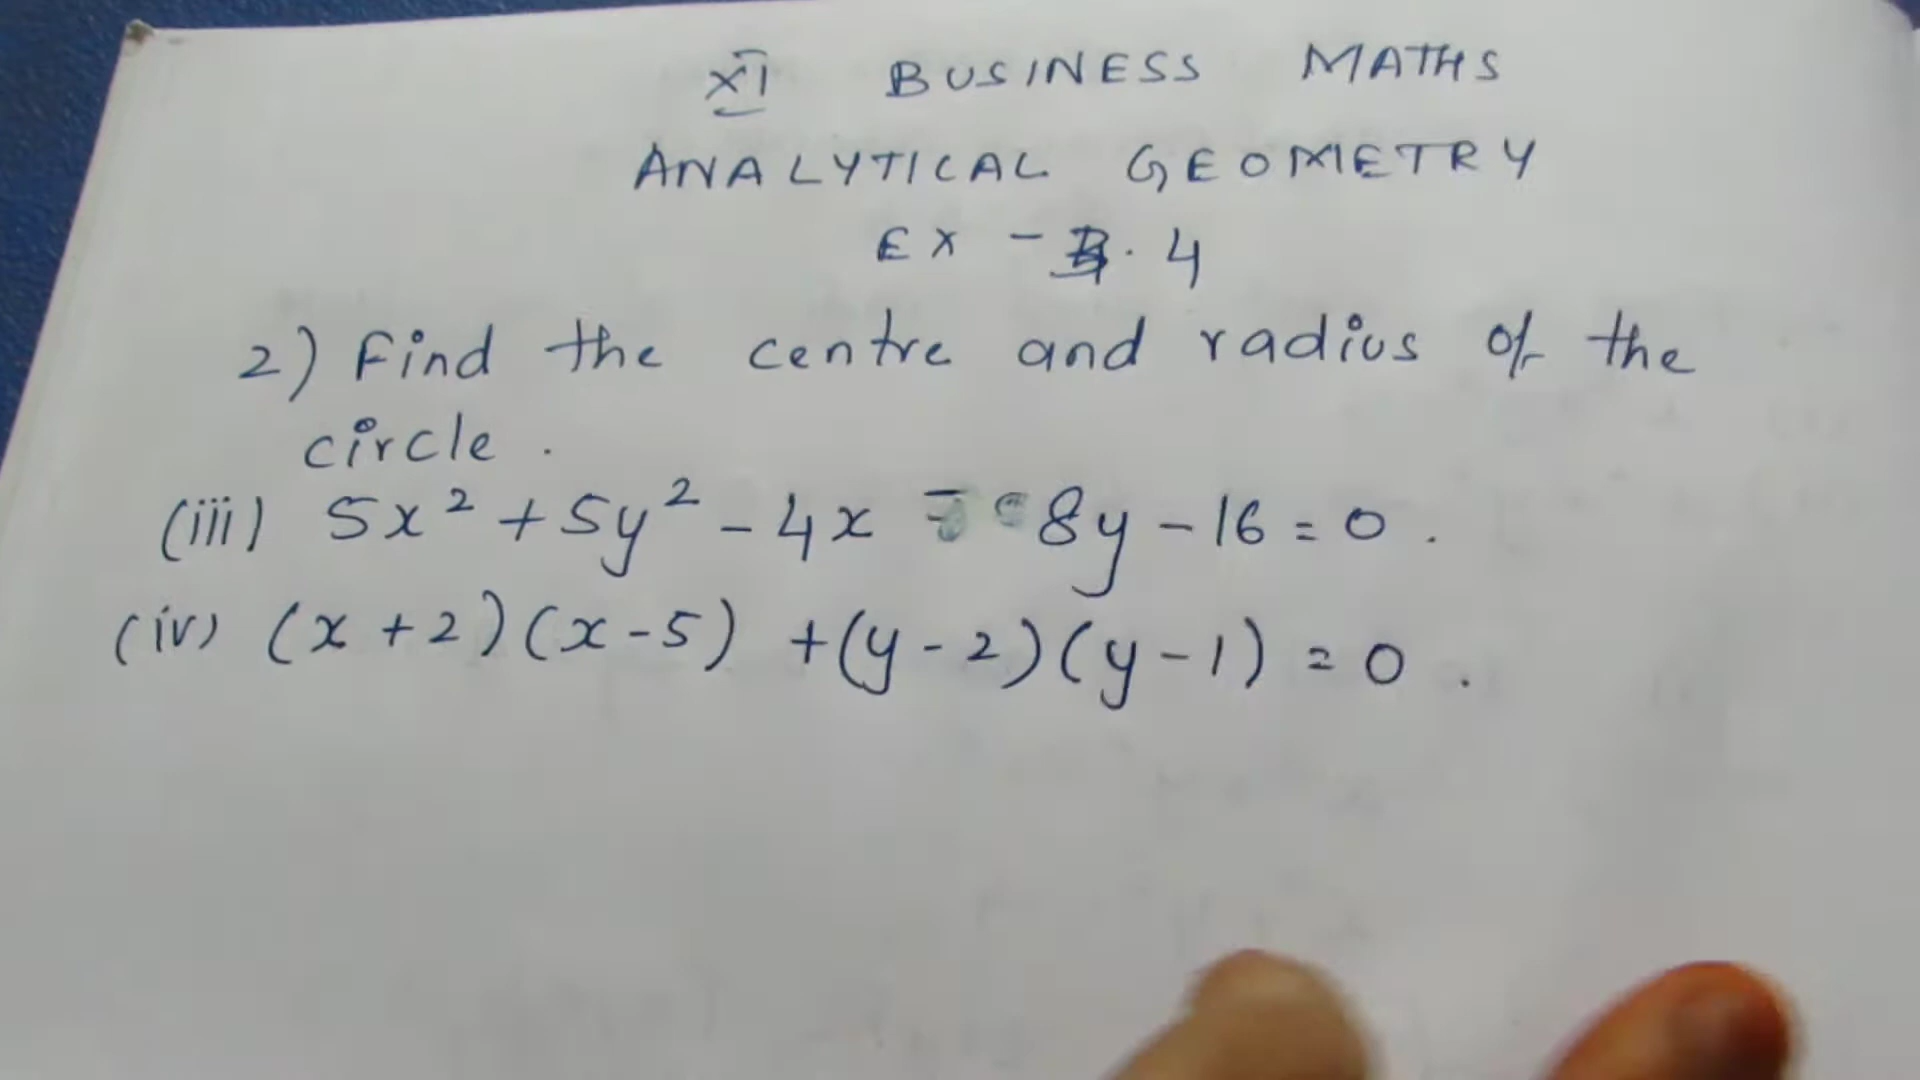 XI BUSINESS MATHS
ANALYTICAL GEOMETRY
EX - 3.4
2) Find the centre and radius of the
circle.
(iii) 5x² + 5y² - 4x - 8y - 16 = 0.
(iv) (x + 2)(x - 5) + (y - 2)(y - 1) = 0.